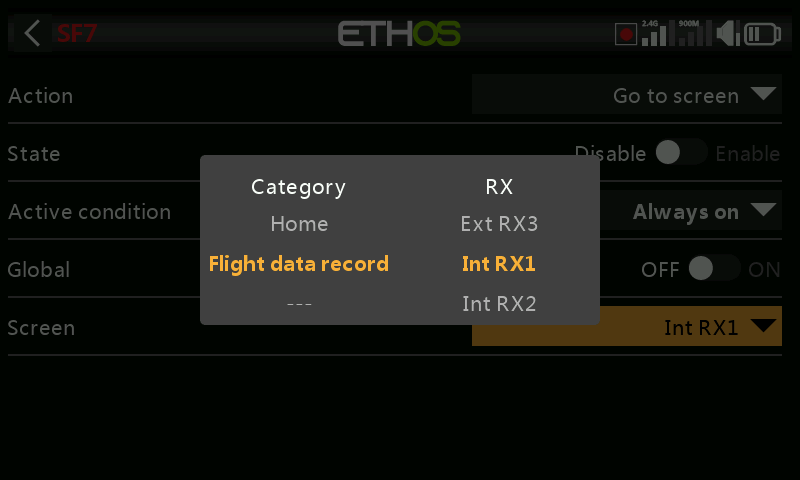 SF7
ETHOS
2.4G
900M
Action
Go to screen
State
Disable
Enable
Category
RX
Home
Ext RX3
Active condition
Always on
Flight data record
Int RX1
Global
OFF
ON
---
Int RX2
Screen
Int RX1